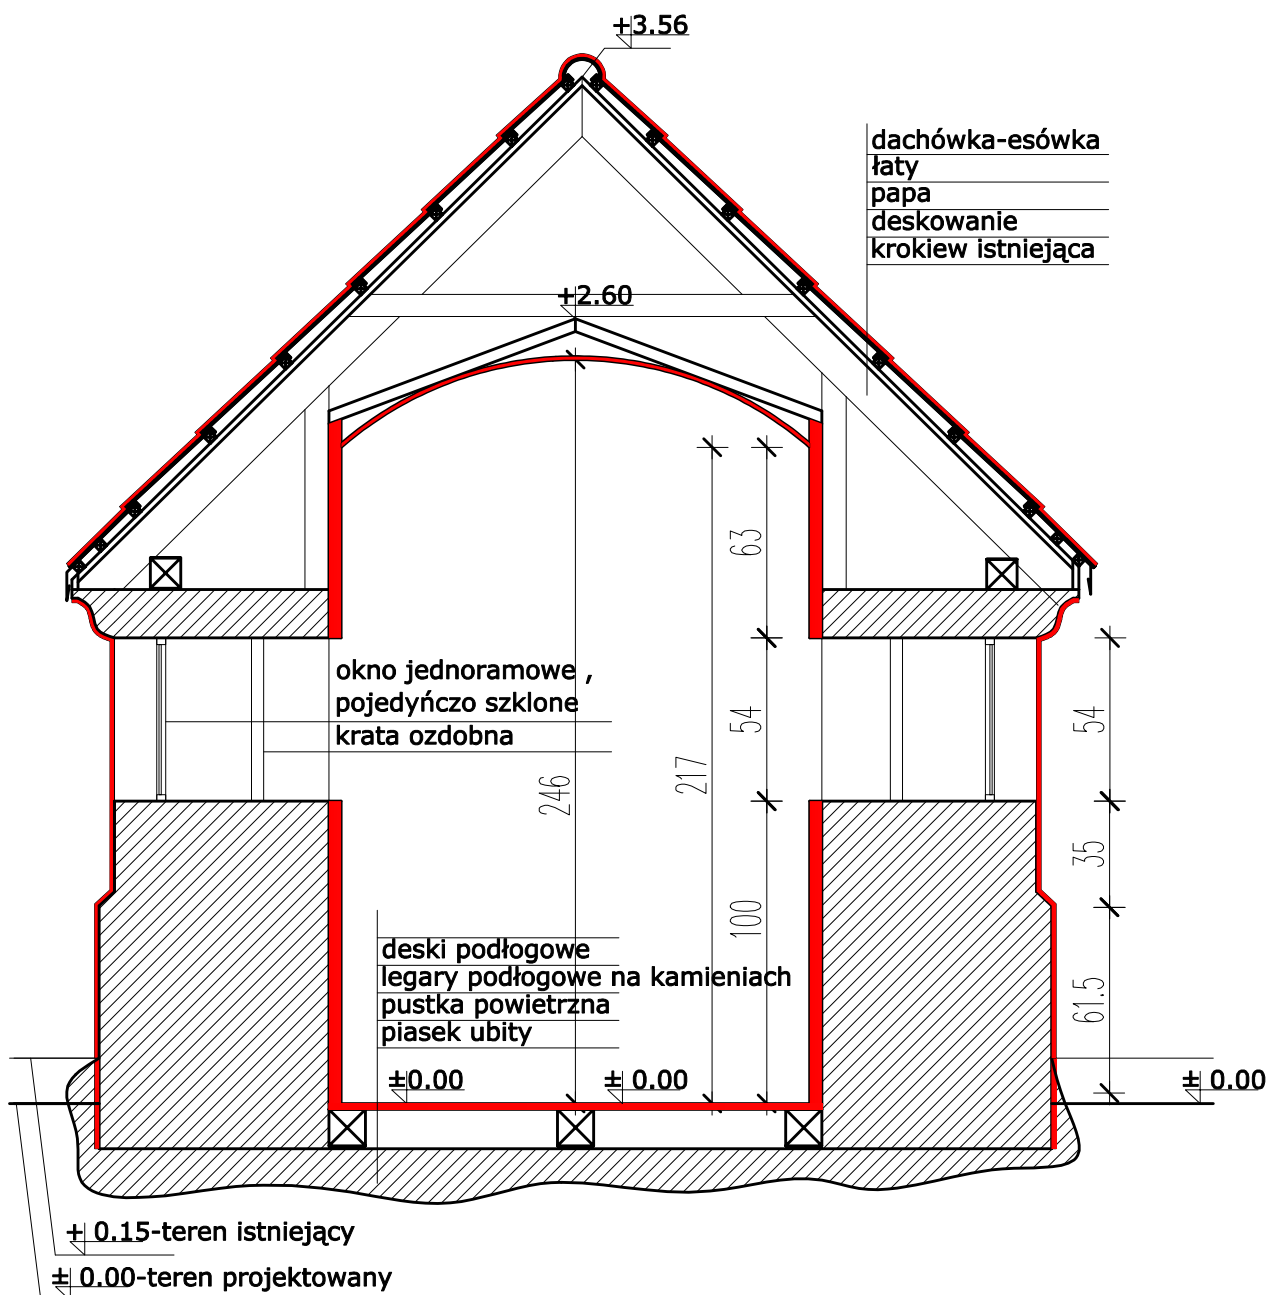 +3.56
dachówka-esówka
łaty
papa
deskowanie
krokiew istniejąca
+2.60
63
okno jednoramowe ,
pojedyńczo szklone
krata ozdobna
246
217
54
54
35
100
61.5
deski podłogowe
legary podłogowe na kamieniach
pustka powietrzna
piasek ubity
±0.00
± 0.00
± 0.00
+ 0.15-teren istniejący
± 0.00-teren projektowany